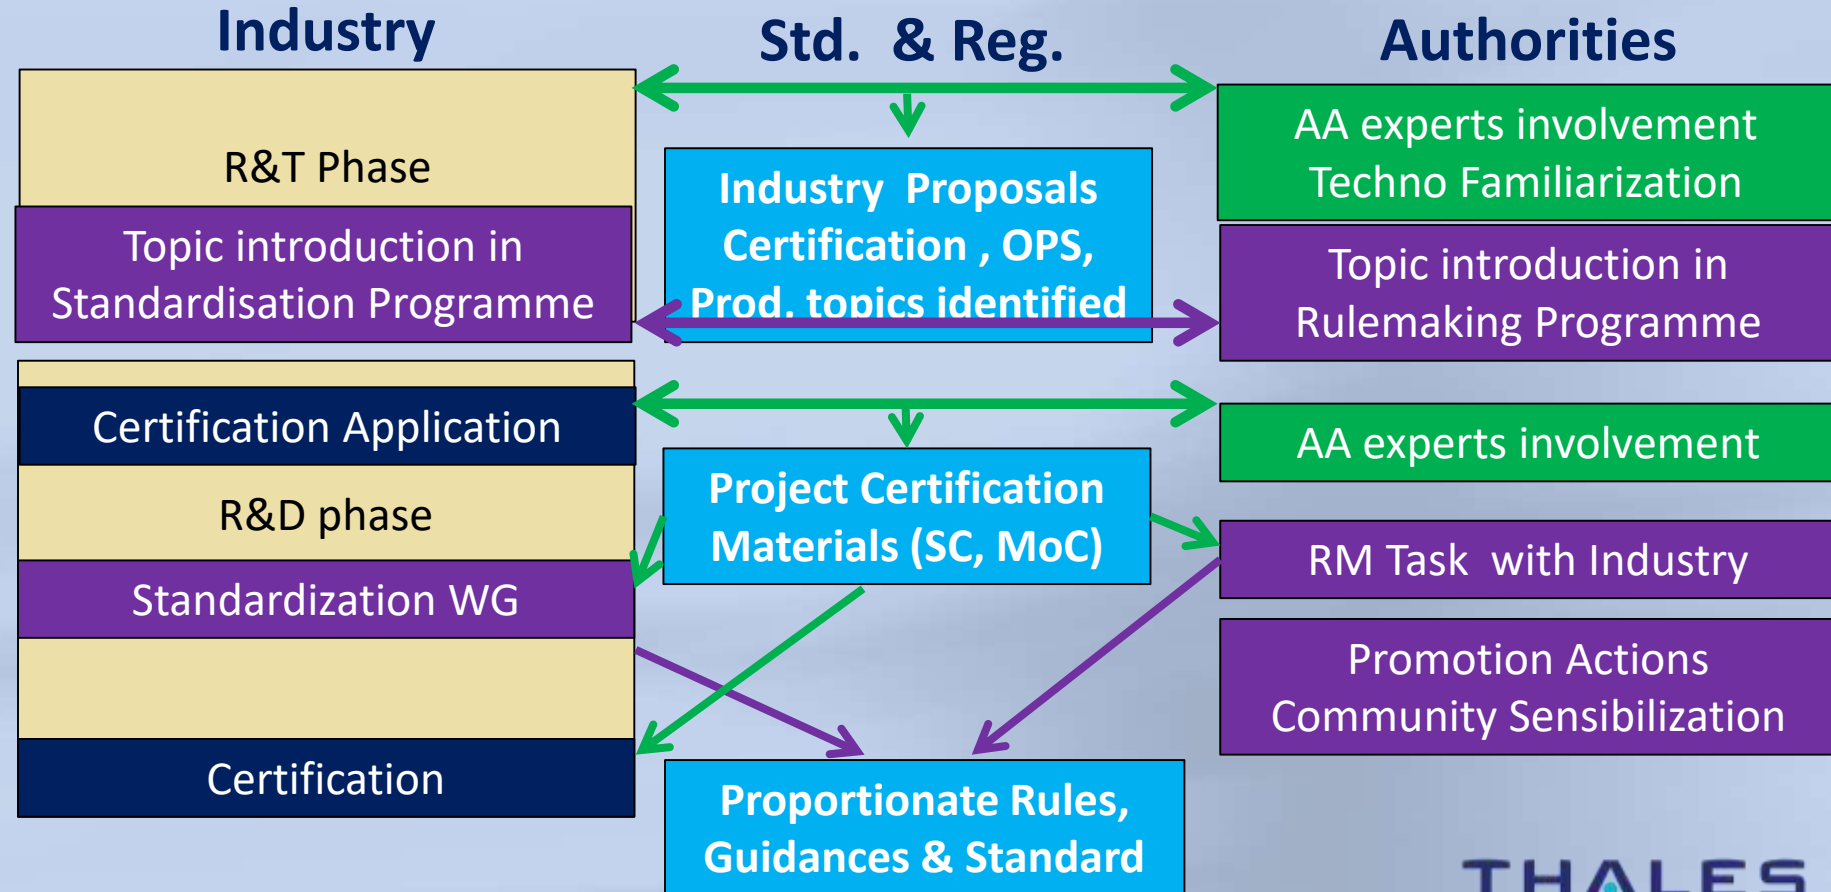 Industry
Std. & Reg.
Authorities
R&T Phase
Topic introduction in
Standardisation Programme
Certification Application
R&D phase
Standardization WG
Certification
Industry Proposals
Certification , OPS,
Prod. topics identified
Project Certification
Materials (SC, MoC)
Proportionate Rules,
Guidances & Standard
AA experts involvement
Techno Familiarization
Topic introduction in
Rulemaking Programme
AA experts involvement
RM Task with Industry
Promotion Actions
Community Sensibilization
THALES